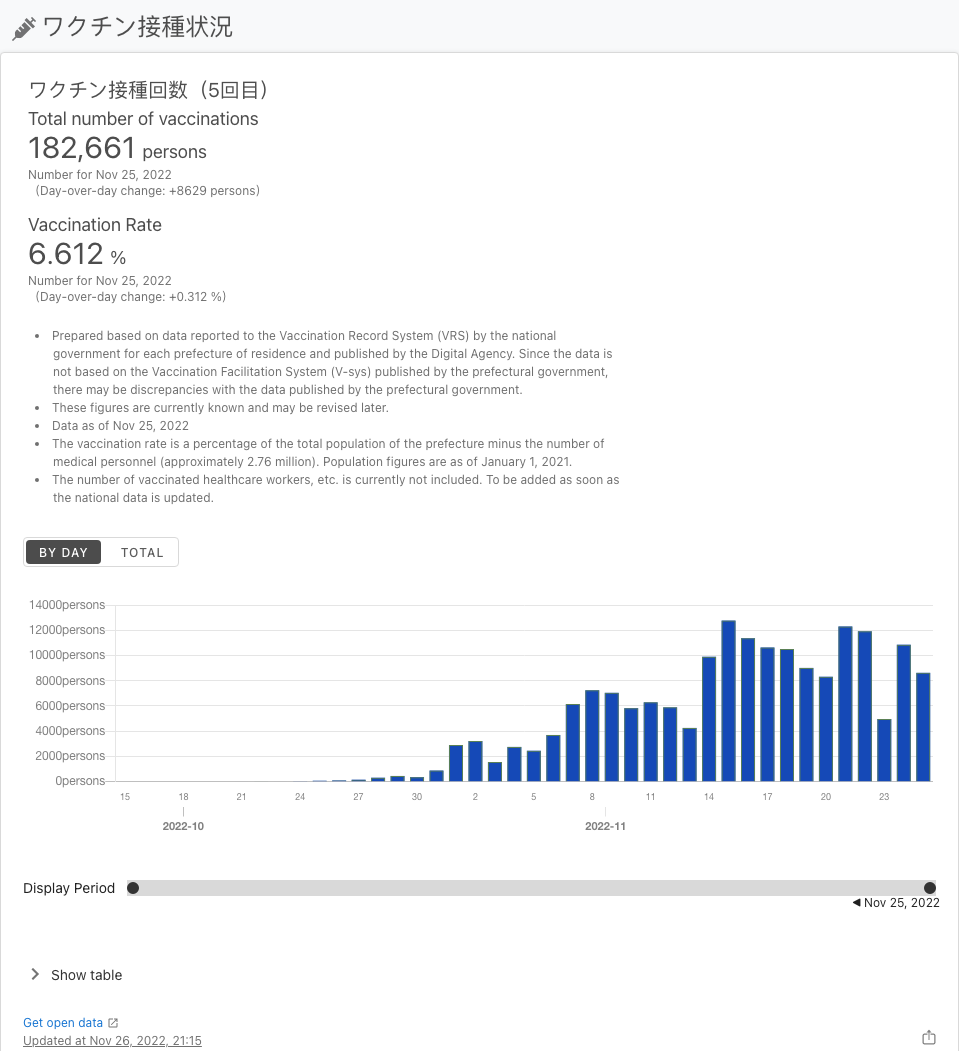 ワクチン接種状況
ワクチン接種回数（5回目）
Total number of vaccinations
182,661 persons
Number for Nov 25, 2022
（Day-over-day change: +8629 persons）
Vaccination Rate
6.612 %
Number for Nov 25, 2022
（Day-over-day change: +0.312 %）
• Prepared based on data reported to the Vaccination Record System (VRS) by the national
government for each prefecture of residence and published by the Digital Agency. Since the data is
not based on the Vaccination Facilitation System (V-sys) published by the prefectural government,
there may be discrepancies with the data published by the prefectural government.
• These figures are currently known and may be revised later.
• Data as of Nov 25, 2022
• The vaccination rate is a percentage of the total population of the prefecture minus the number of
medical personnel (approximately 2.76 million). Population figures are as of January 1, 2021.
• The number of vaccinated healthcare workers, etc. is currently not included. To be added as soon as
the national data is updated.
BY DAY TOTAL
14000persons
12000persons
10000persons
8000persons
6000persons
4000persons
2000persons
0persons
15 18 21 24 27 30 2 5 8 11 14 17 20 23
2022-10 2022-11
Display Period
◀ Nov 25, 2022
Show table
Get open data
Updated at Nov 26, 2022, 21:15